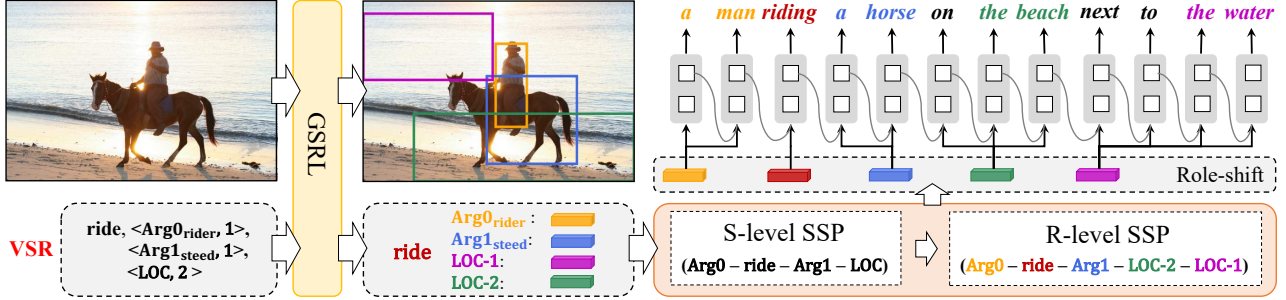 a man riding a horse on the beach next to the water
GSRL
Role-shift
VSR
ride, <Arg0rider, 1>,
<Arg1steed, 1>,
<LOC, 2 >
ride
Arg0rider :
Arg1steed:
LOC-1:
LOC-2:
S-level SSP
(Arg0 – ride – Arg1 – LOC)
R-level SSP
(Arg0 – ride – Arg1 – LOC-2 – LOC-1)